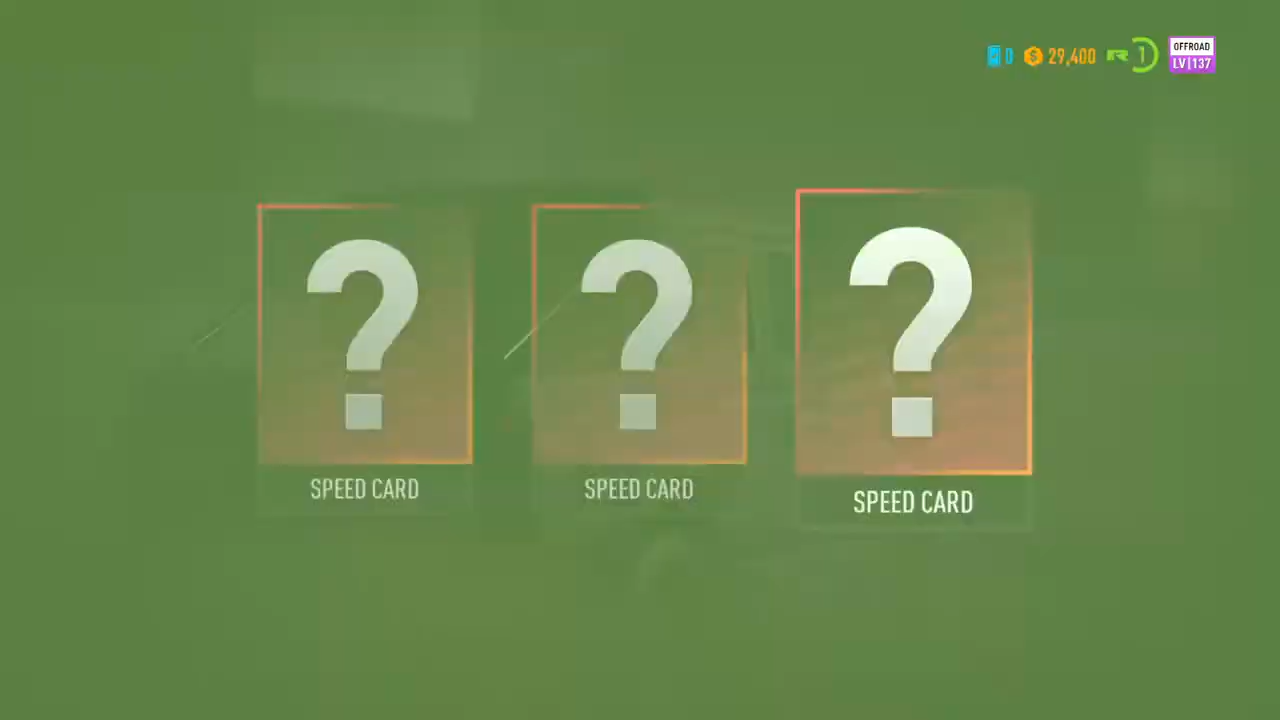 0 29,400 R 1 OFFROAD
LV|137
? ? ?
SPEED CARD SPEED CARD SPEED CARD